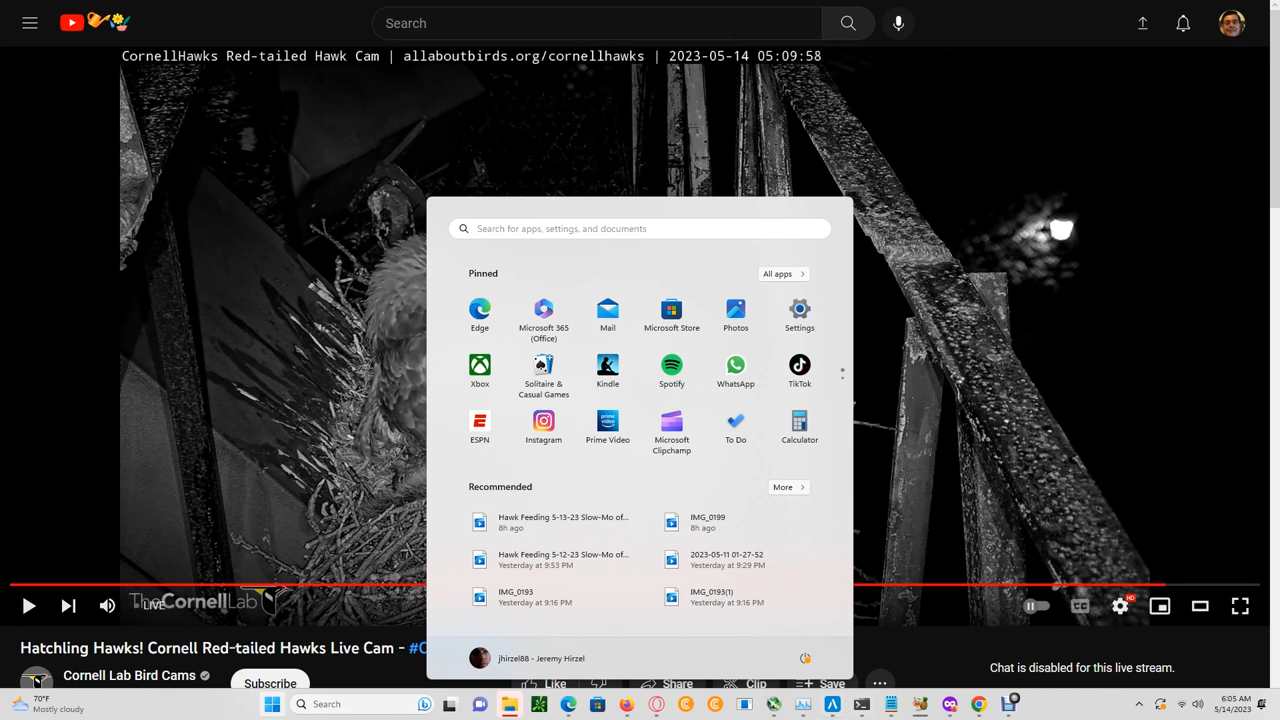 Search
CornellHawks Red-tailed Hawk Cam | allaboutbirds.org/cornellhawks | 2023-05-14 05:09:58
Search for apps, settings, and documents
Pinned
All apps
Edge
Microsoft 365
(Office)
Mail
Microsoft Store
Photos
Settings
Xbox
Solitaire &
Casual Games
Kindle
Spotify
WhatsApp
TikTok
ESPN
Instagram
prime video
Prime Video
Microsoft
Clipchamp
To Do
Calculator
Recommended
More
Hawk Feeding 5-13-23 Slow-Mo of...
8h ago
IMG_0199
8h ago
Hawk Feeding 5-12-23 Slow-Mo of...
Yesterday at 9:53 PM
2023-05-11 01-27-52
Yesterday at 9:29 PM
IMG_0193
Yesterday at 9:16 PM
IMG_0193(1)
Yesterday at 9:16 PM
jhirzel88 - Jeremy Hirzel
LIVE
TheCornellLab
CC
HD
Hatchling Hawks! Cornell Red-tailed Hawks Live Cam - #C
Cornell Lab Bird Cams
Subscribe
Like
Share
Clip
Save
Chat is disabled for this live stream.
70°F
Mostly cloudy
Search
6:05 AM
5/14/2023